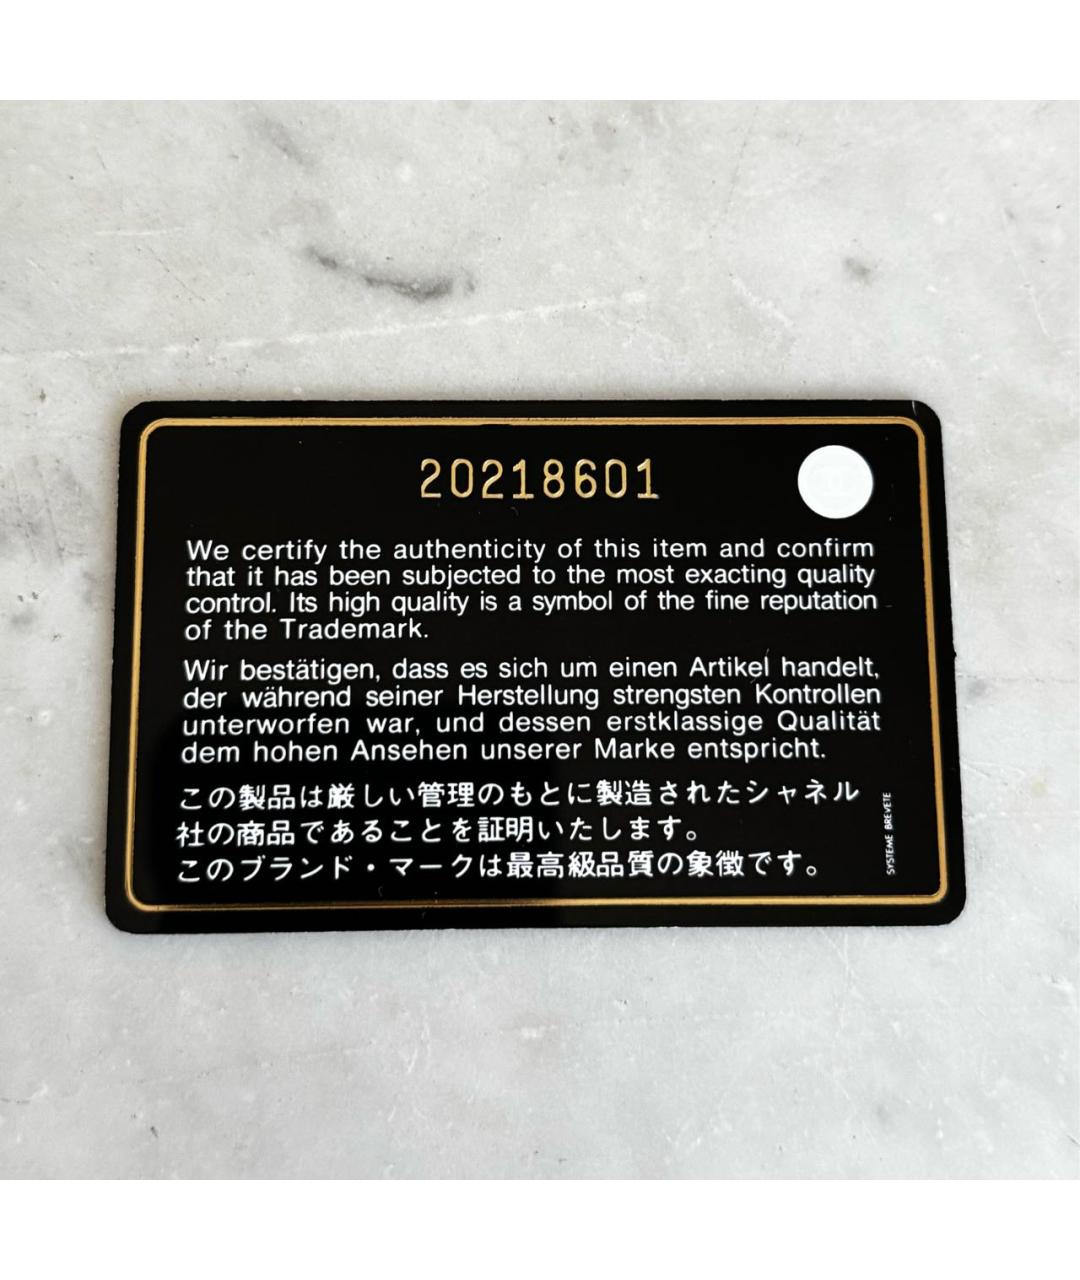 20218601
We certify the authenticity of this item and confirm
that it has been subjected to the most exacting quality
control. Its high quality is a symbol of the fine reputation
of the Trademark.
Wir bestätigen, dass es sich um einen Artikel handelt,
der während seiner Herstellung strengsten Kontrollen
unterworfen war, und dessen erstklassige Qualität
dem hohen Ansehen unserer Marke entspricht.
この製品は厳しい管理のもとに製造されたシャネル
社の商品であることを証明いたします。
このブランド・マークは最高級品質の象徴です。
SYSTEME BREVETE